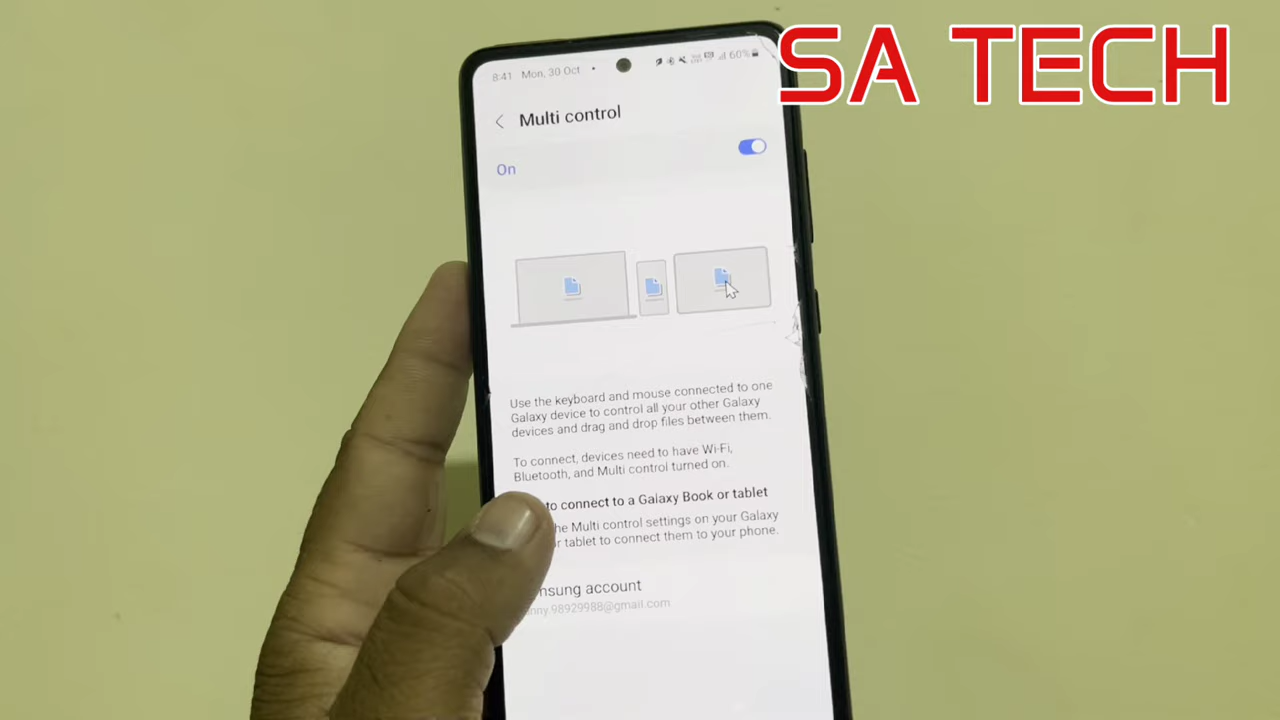 SA TECH
8:41 Mon, 30 Oct
60%
Multi control
On
Use the keyboard and mouse connected to one
Galaxy device to control all your other Galaxy
devices and drag and drop files between them.
To connect, devices need to have Wi-Fi,
Bluetooth, and Multi control turned on.
to connect to a Galaxy Book or tablet
the Multi control settings on your Galaxy
or tablet to connect them to your phone.
account